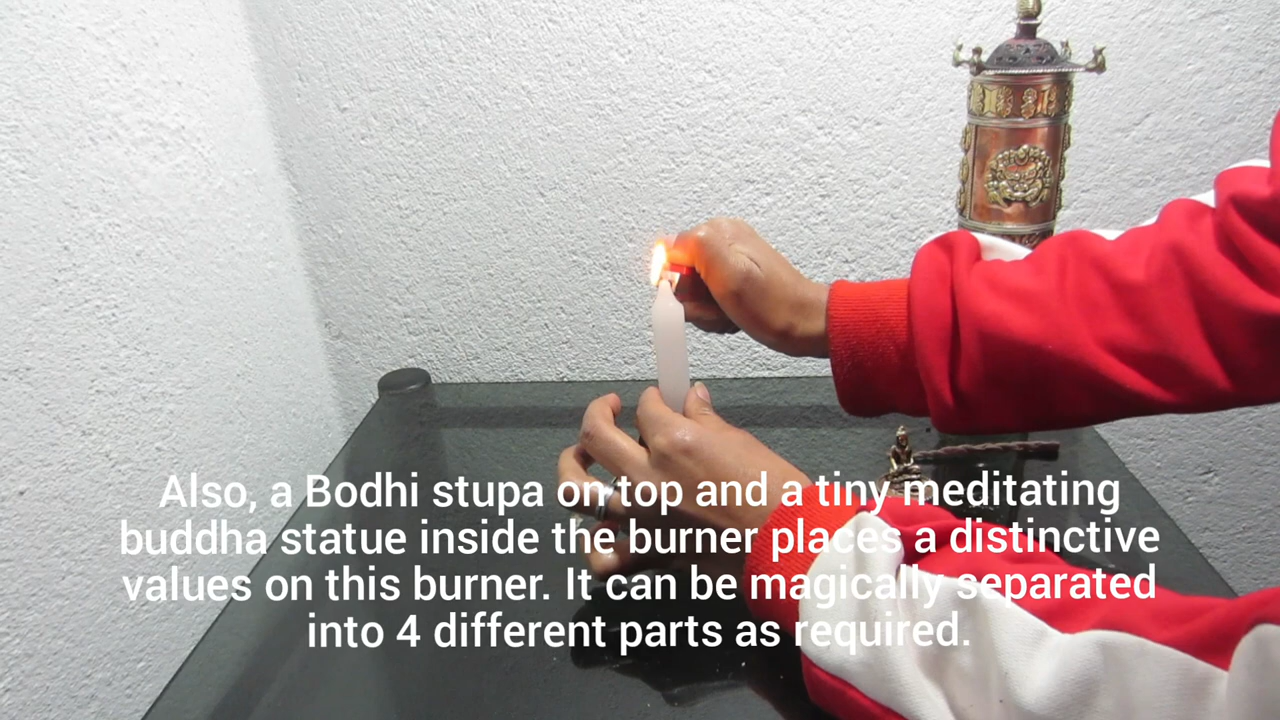 Also, a Bodhi stupa on top and a tiny meditating
buddha statue inside the burner places a distinctive
values on this burner. It can be magically separated
into 4 different parts as required.